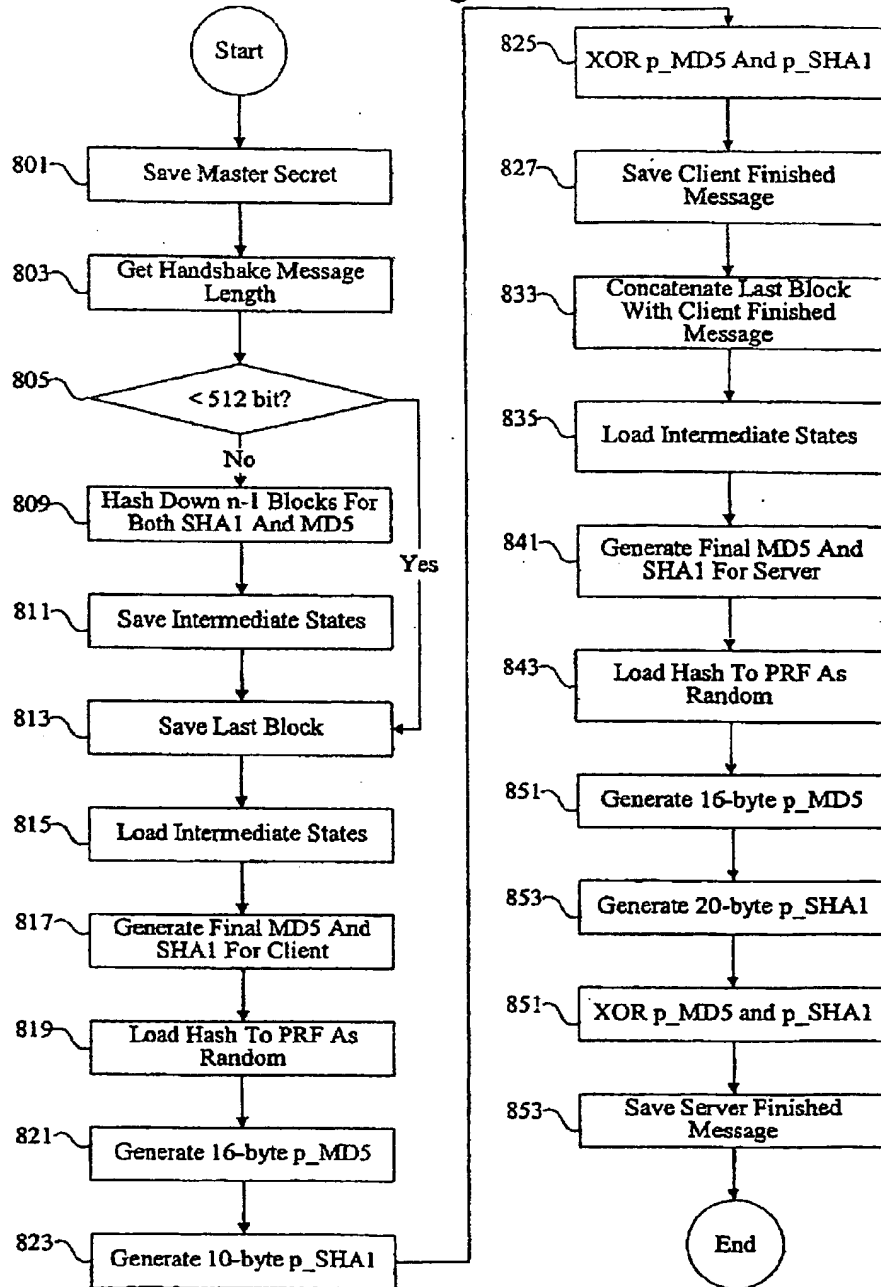 Start
801
Save Master Secret
803
Get Handshake Message
Length
805
< 512 bit?
No
Yes
809
Hash Down n-1 Blocks For
Both SHA1 And MD5
811
Save Intermediate States
813
Save Last Block
815
Load Intermediate States
817
Generate Final MD5 And
SHA1 For Client
819
Load Hash To PRF As
Random
821
Generate 16-byte p_MD5
823
Generate 10-byte p_SHA1
825
XOR p_MD5 And p_SHA1
827
Save Client Finished
Message
833
Concatenate Last Block
With Client Finished
Message
835
Load Intermediate States
841
Generate Final MD5 And
SHA1 For Server
843
Load Hash To PRF As
Random
851
Generate 16-byte p_MD5
853
Generate 20-byte p_SHA1
851
XOR p_MD5 and p_SHA1
853
Save Server Finished
Message
End